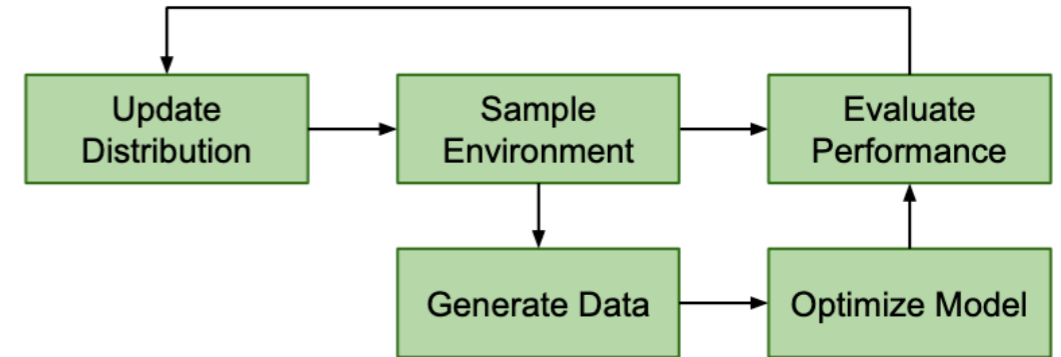 Update
Distribution
Sample
Environment
Evaluate
Performance
Generate Data
Optimize Model